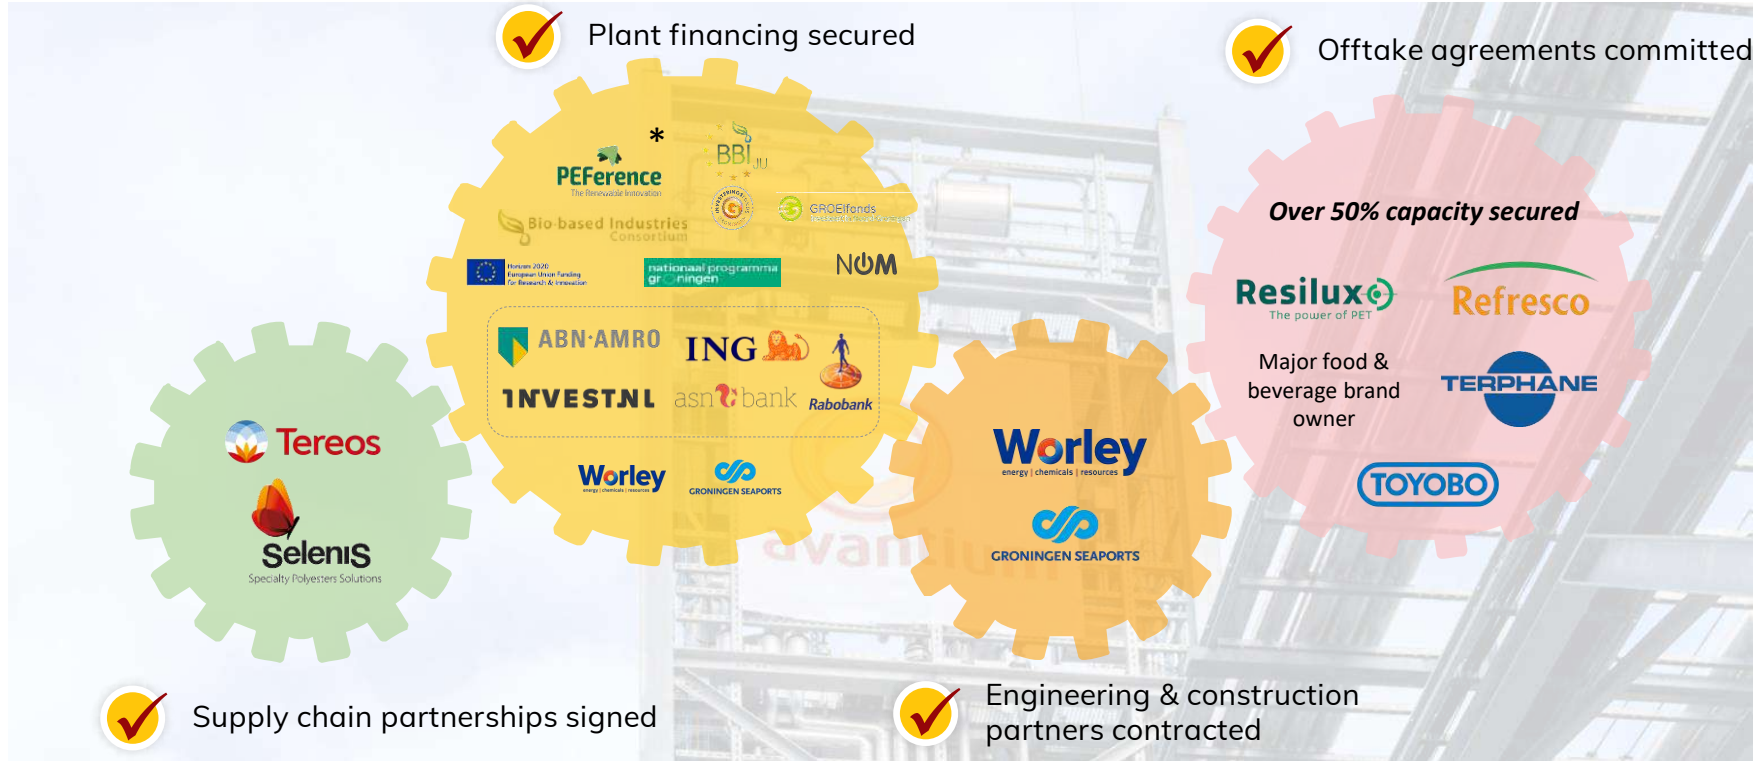 Plant financing secured
Offtake agreements committed
*
PEFerence
The Renewable Innovation
BBI JU
INVESTERINGSFONDS GRONINGEN
G
GROEIfonds
Bio-based Industries
Consortium
Horizon 2020
European Union Funding
for Research & Innovation
nationaal programma
groningen
NOM
ABN·AMRO
ING
INVEST.NL
asn bank
Rabobank
Worley
energy | chemicals | resources
GRONINGEN SEAPORTS
Over 50% capacity secured
Resilux
The power of PET
Refresco
Major food &
beverage brand
owner
TERPHANE
TOYOBO
Tereos
Selenis
Specialty Polyesters Solutions
Worley
energy | chemicals | resources
GRONINGEN SEAPORTS
avantium
Supply chain partnerships signed
Engineering & construction
partners contracted